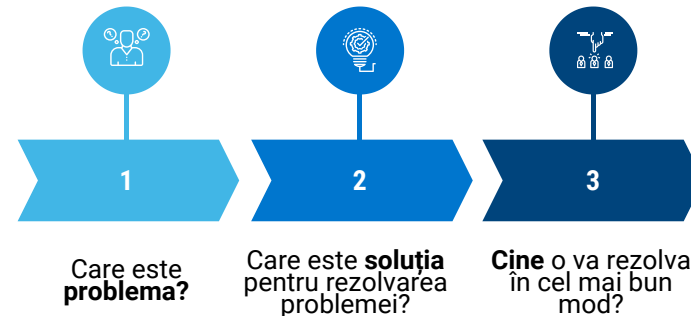 1
2
3
Care este
problema?
Care este soluția
pentru rezolvarea
problemei?
Cine o va rezolva
în cel mai bun
mod?